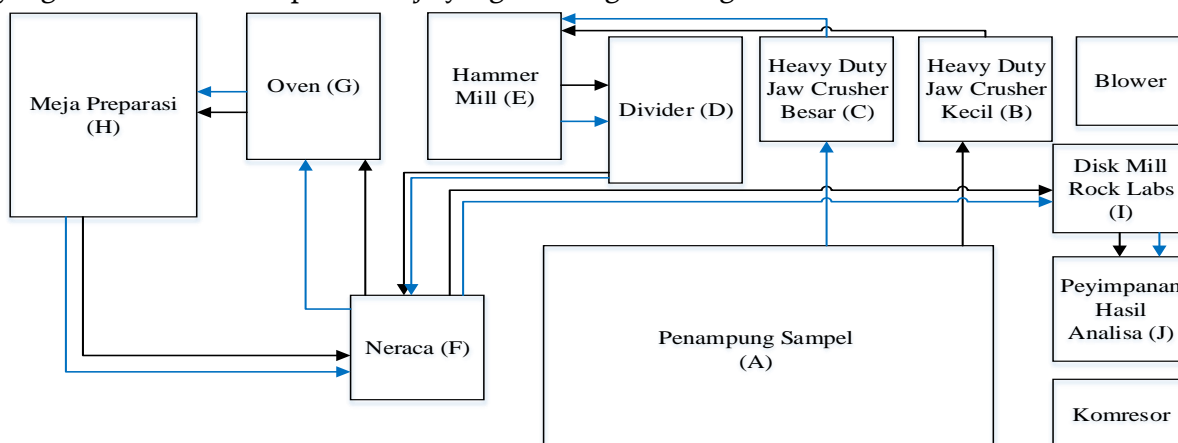 Meja Preparasi
(H)
Oven (G)
Hammer
Mill (E)
Divider (D)
Heavy Duty
Jaw Crusher
Besar (C)
Heavy Duty
Jaw Crusher
Kecil (B)
Blower
Disk Mill
Rock Labs
(I)
Peyimpanan
Hasil
Analisa (J)
Neraca (F)
Penampung Sampel
(A)
Komresor